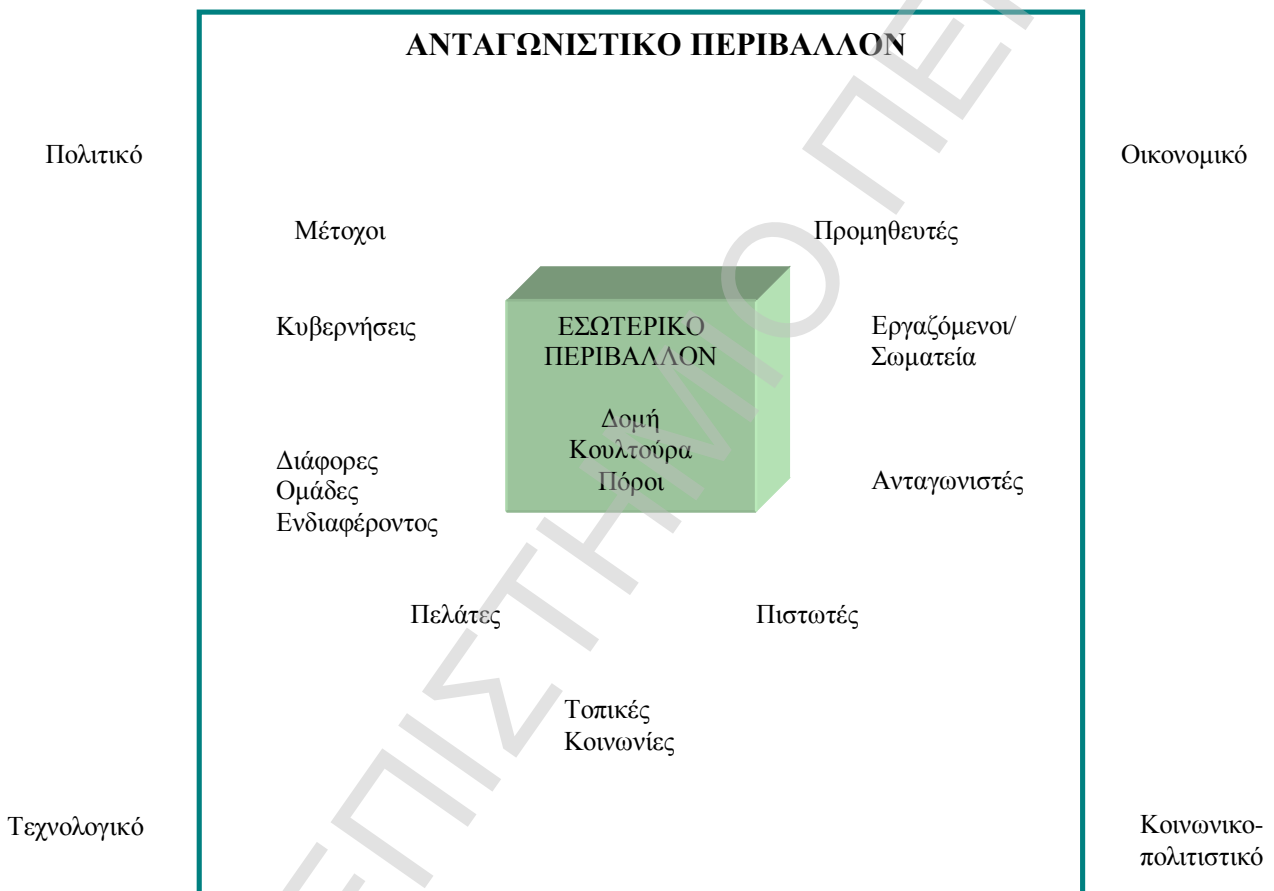 ΑΝΤΑΓΩΝΙΣΤΙΚΟ ΠΕΡΙΒΑΛΛΟΝ
Πολιτικό
Οικονομικό
Μέτοχοι
Προμηθευτές
Κυβερνήσεις
ΕΣΩΤΕΡΙΚΟ
ΠΕΡΙΒΑΛΛΟΝ
Δομή
Κουλτούρα
Πόροι
Εργαζόμενοι/
Σωματεία
Διάφορες
Ομάδες
Ενδιαφέροντος
Ανταγωνιστές
Πελάτες
Πιστωτές
Τοπικές
Κοινωνίες
Τεχνολογικό
Κοινωνικο-
πολιτιστικό